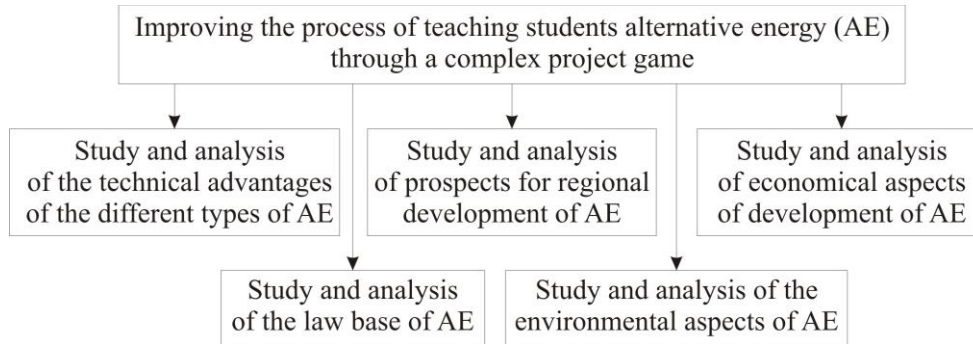 Improving the process of teaching students alternative energy (AE)
through a complex project game
Study and analysis
of the technical advantages
of the different types of AE
Study and analysis
of prospects for regional
development of AE
Study and analysis
of economical aspects
of development of AE
Study and analysis
of the law base of AE
Study and analysis of the
environmental aspects of AE